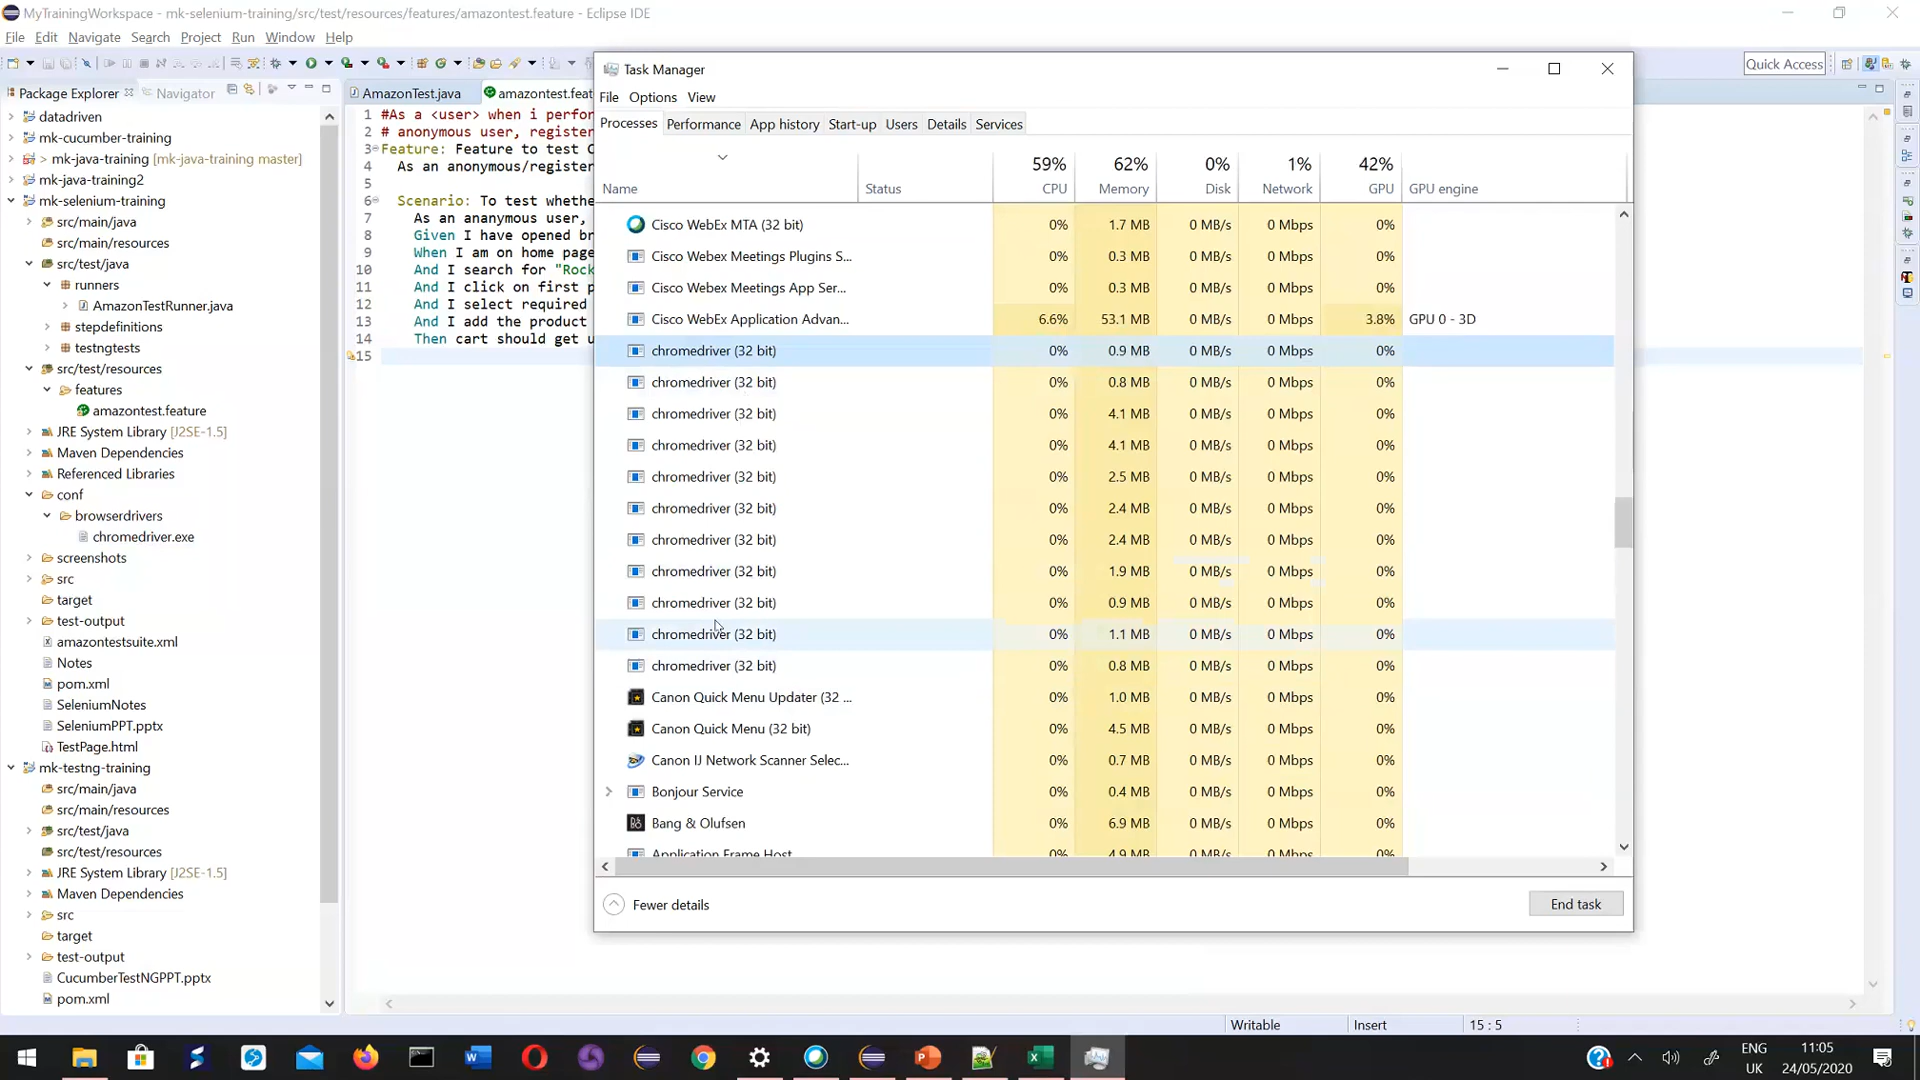 MyTrainingWorkspace - mk-selenium-training/src/test/resources/features/amazontest.feature - Eclipse IDE
File Edit Navigate Search Project Run Window Help
Quick Access
Package Explorer Navigator
datadriven
mk-cucumber-training
> mk-java-training [mk-java-training master]
mk-java-training2
mk-selenium-training
src/main/java
src/main/resources
src/test/java
runners
AmazonTestRunner.java
stepdefinitions
testngtests
src/test/resources
features
amazontest.feature
JRE System Library [J2SE-1.5]
Maven Dependencies
Referenced Libraries
conf
browserdrivers
chromedriver.exe
screenshots
src
target
test-output
amazontestsuite.xml
Notes
pom.xml
SeleniumNotes
SeleniumPPT.pptx
TestPage.html
mk-testng-training
src/main/java
src/main/resources
src/test/java
src/test/resources
JRE System Library [J2SE-1.5]
Maven Dependencies
src
target
test-output
CucumberTestNGPPT.pptx
pom.xml
AmazonTest.java amazontest.feat
1 #As a <user> when i perfor
2 # anonymous user, register
3 Feature: Feature to test C
4 As an anonymous/register
5
6 Scenario: To test whethe
7 As an ananymous user,
8 Given I have opened br
9 When I am on home page
10 And I search for "Rock
11 And I click on first p
12 And I select required
13 And I add the product
14 Then cart should get u
15
Task Manager
File Options View
Processes Performance App history Start-up Users Details Services
59% 62% 0% 1% 42%
Name Status CPU Memory Disk Network GPU GPU engine
Cisco WebEx MTA (32 bit) 0% 1.7 MB 0 MB/s 0 Mbps 0%
Cisco Webex Meetings Plugins S... 0% 0.3 MB 0 MB/s 0 Mbps 0%
Cisco Webex Meetings App Ser... 0% 0.3 MB 0 MB/s 0 Mbps 0%
Cisco WebEx Application Advan... 6.6% 53.1 MB 0 MB/s 0 Mbps 3.8% GPU 0 - 3D
chromedriver (32 bit) 0% 0.9 MB 0 MB/s 0 Mbps 0%
chromedriver (32 bit) 0% 0.8 MB 0 MB/s 0 Mbps 0%
chromedriver (32 bit) 0% 4.1 MB 0 MB/s 0 Mbps 0%
chromedriver (32 bit) 0% 4.1 MB 0 MB/s 0 Mbps 0%
chromedriver (32 bit) 0% 2.5 MB 0 MB/s 0 Mbps 0%
chromedriver (32 bit) 0% 2.4 MB 0 MB/s 0 Mbps 0%
chromedriver (32 bit) 0% 2.4 MB 0 MB/s 0 Mbps 0%
chromedriver (32 bit) 0% 1.9 MB 0 MB/s 0 Mbps 0%
chromedriver (32 bit) 0% 0.9 MB 0 MB/s 0 Mbps 0%
chromedriver (32 bit) 0% 1.1 MB 0 MB/s 0 Mbps 0%
chromedriver (32 bit) 0% 0.8 MB 0 MB/s 0 Mbps 0%
Canon Quick Menu Updater (32 ... 0% 1.0 MB 0 MB/s 0 Mbps 0%
Canon Quick Menu (32 bit) 0% 4.5 MB 0 MB/s 0 Mbps 0%
Canon IJ Network Scanner Selec... 0% 0.7 MB 0 MB/s 0 Mbps 0%
Bonjour Service 0% 0.4 MB 0 MB/s 0 Mbps 0%
Bang & Olufsen 0% 6.9 MB 0 MB/s 0 Mbps 0%
Application Frame Host 0% 4.9 MB 0 MB/s 0 Mbps 0%
Fewer details End task
Writable Insert 15 : 5
ENG 11:05
UK 24/05/2020